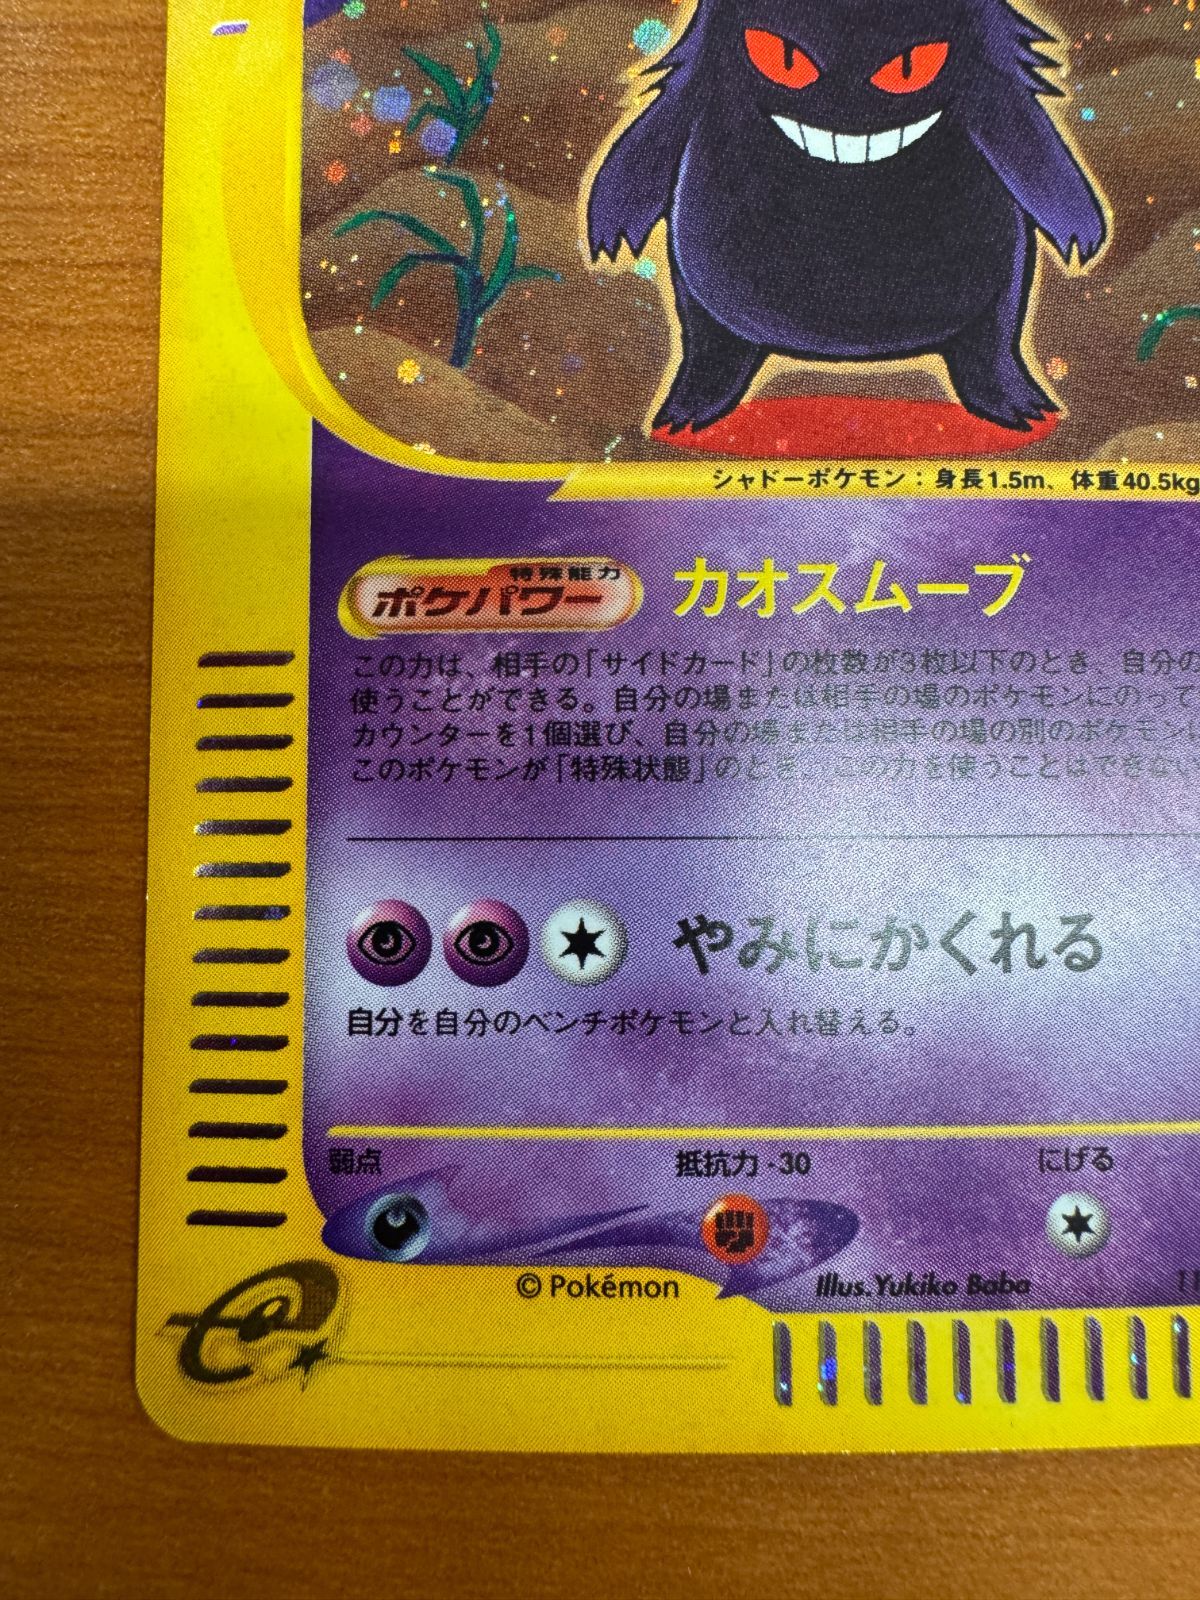 シャドーポケモン：身長1.5m、体重40.5kg
特殊能力
ポケパワー カオスムーブ
この力は、相手の「サイドカード」の枚数が3枚以下のとき、自分の
使うことができる。自分の場または相手の場のポケモンにのって
カウンターを1個選び、自分の場または相手の場の別のポケモンに
このポケモンが「特殊状態」のとき、この力を使うことはできない
やみにかくれる
自分を自分のベンチポケモンと入れ替える。
弱点 抵抗力 -30 にげる
© Pokémon Illus. Yukiko Baba
e